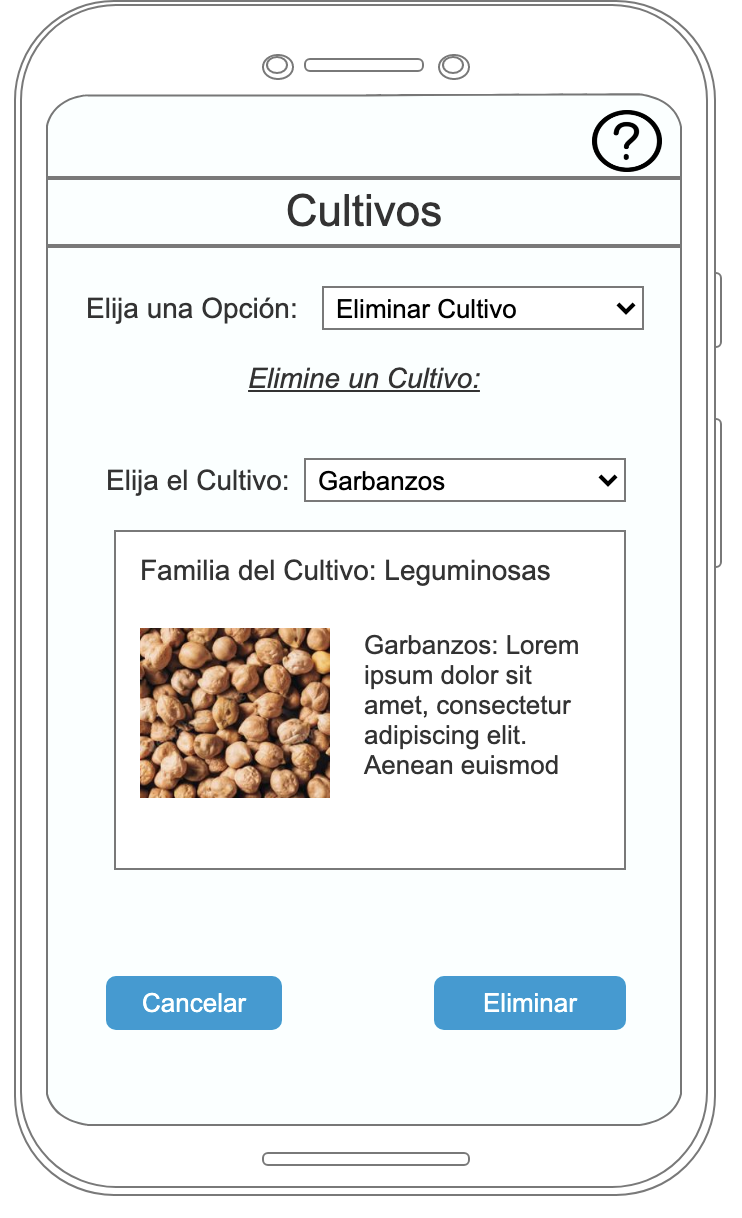 ?
Cultivos
Elija una Opción: Eliminar Cultivo
Elimine un Cultivo:
Elija el Cultivo: Garbanzos
Familia del Cultivo: Leguminosas
Garbanzos: Lorem
ipsum dolor sit
amet, consectetur
adipiscing elit.
Aenean euismod
Cancelar Eliminar